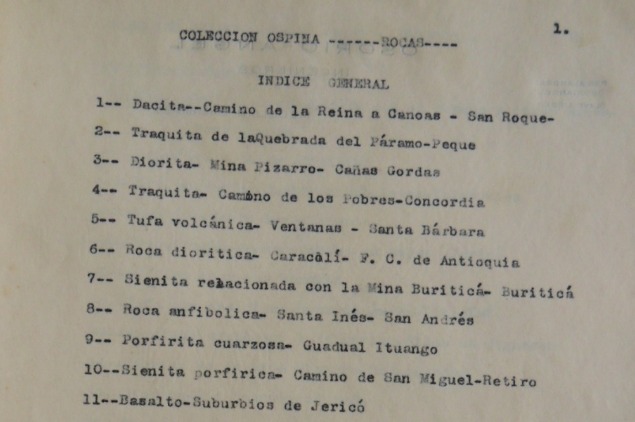 COLECCION OSPINA ------ROCAS----
1.
INDICE GENERAL
1-- Dacita--Camino de la Reina a Canoas - San Roque-
2-- Traquita de laQuebrada del Páramo-Peque
3-- Diorita- Mina Pizarro- Cañas Gordas
4-- Traquita- Camino de los Pobres-Concordia
5-- Tufa volcánica- Ventanas - Santa Bárbara
6-- Roca dioritica- Caracolí- F. C. de Antioquia
7-- Sienita relacionada con la Mina Buriticá- Buriticá
8-- Roca anfibolica- Santa Inés- San Andrés
9-- Porfirita cuarzosa- Guadual Ituango
10--Sienita porfirica- Camino de San Miguel-Retiro
11--Basalto-Suburbios de Jericó